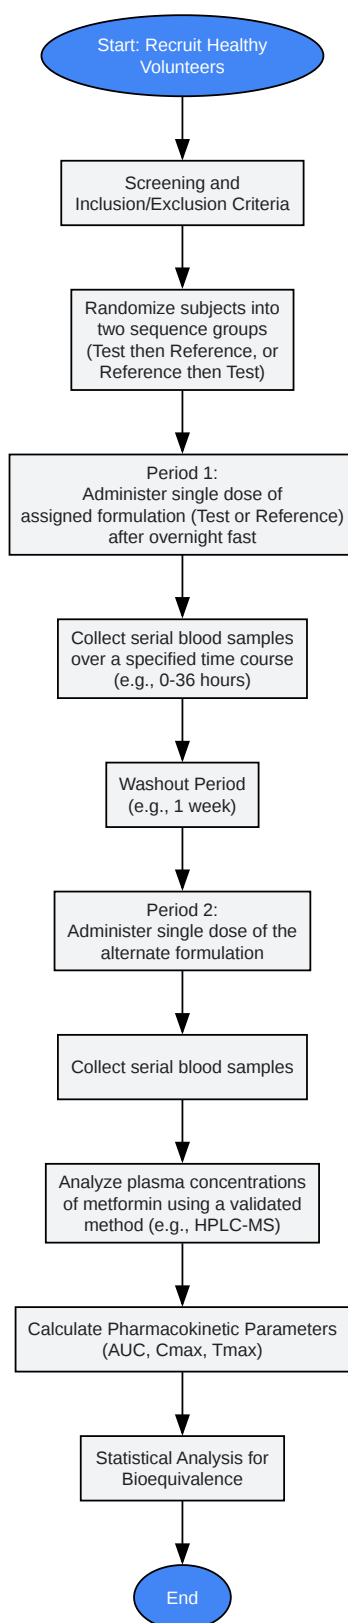 Start: Recruit Healthy
Volunteers
Screening and
Inclusion/Exclusion Criteria
Randomize subjects into
two sequence groups
(Test then Reference, or
Reference then Test)
Period 1:
Administer single dose of
assigned formulation (Test or Reference)
after overnight fast
Collect serial blood samples
over a specified time course
(e.g., 0-36 hours)
Washout Period
(e.g., 1 week)
Period 2:
Administer single dose of the
alternate formulation
Collect serial blood samples
Analyze plasma concentrations
of metformin using a validated
method (e.g., HPLC-MS)
Calculate Pharmacokinetic Parameters
(AUC, Cmax, Tmax)
Statistical Analysis for
Bioequivalence
End